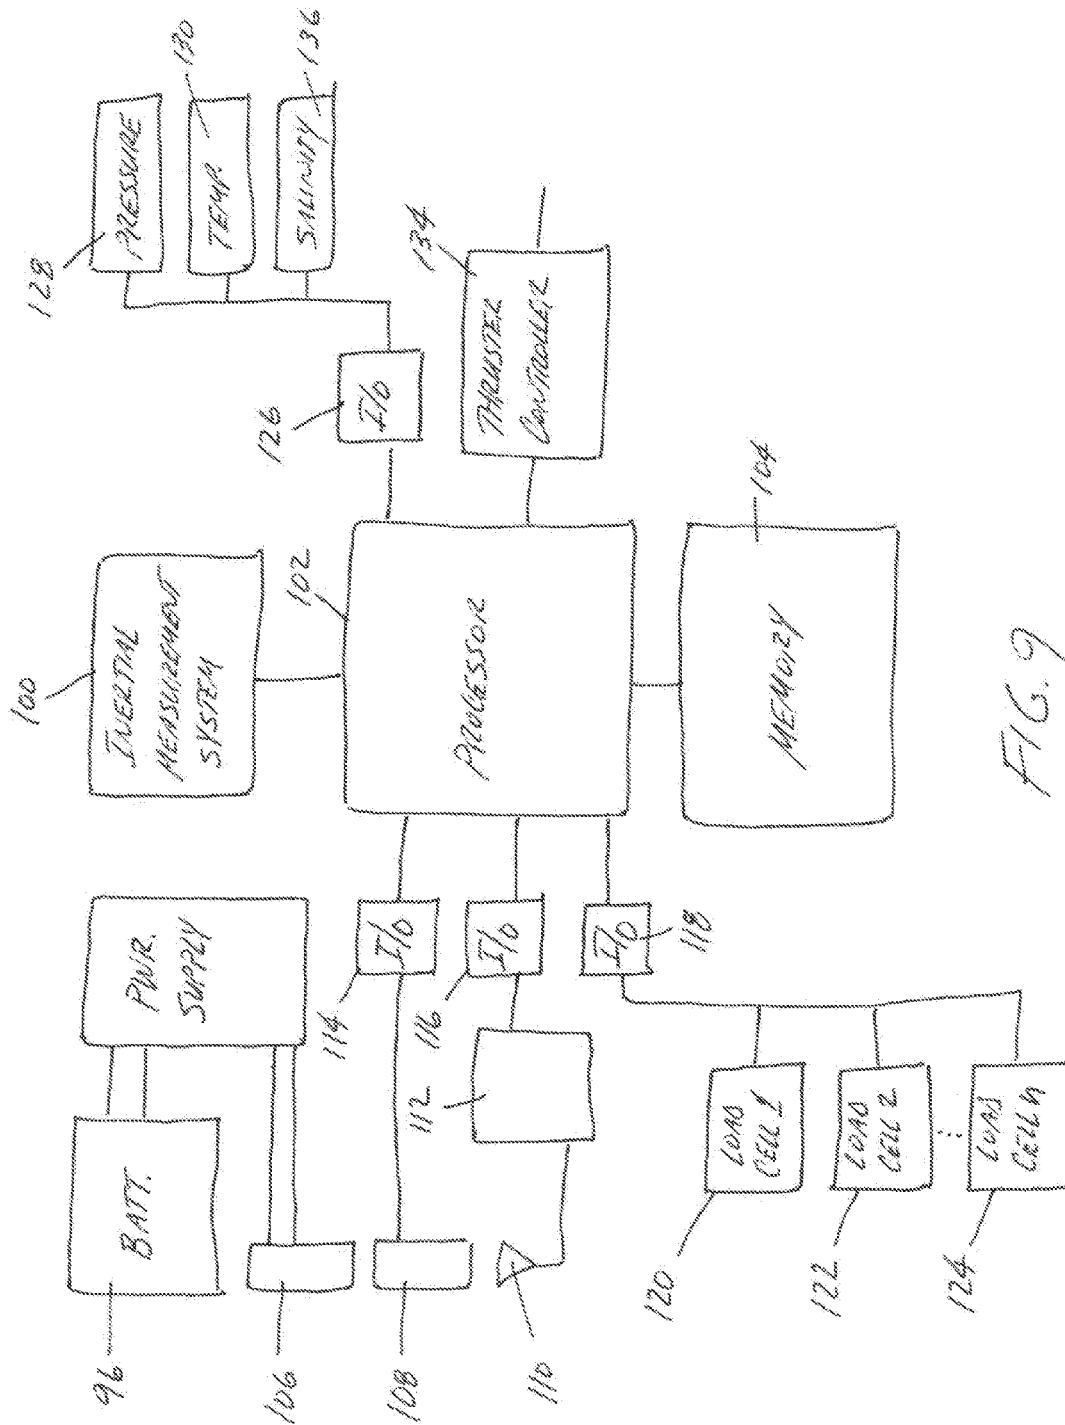 96
BATT.
PWR.
SUPPLY
100
INERTIAL
MEASUREMENT
SYSTEM
128
PRESSURE
130
TEMP.
136
SALINITY
106
108
110
114
I/O
112
116
I/O
I/O
118
102
PROCESSOR
126
I/O
THRUSTER
CONTROLLER
134
104
MEMORY
120
LOAD
CELL 1
122
LOAD
CELL 2
124
LOAD
CELL n
FIG. 9